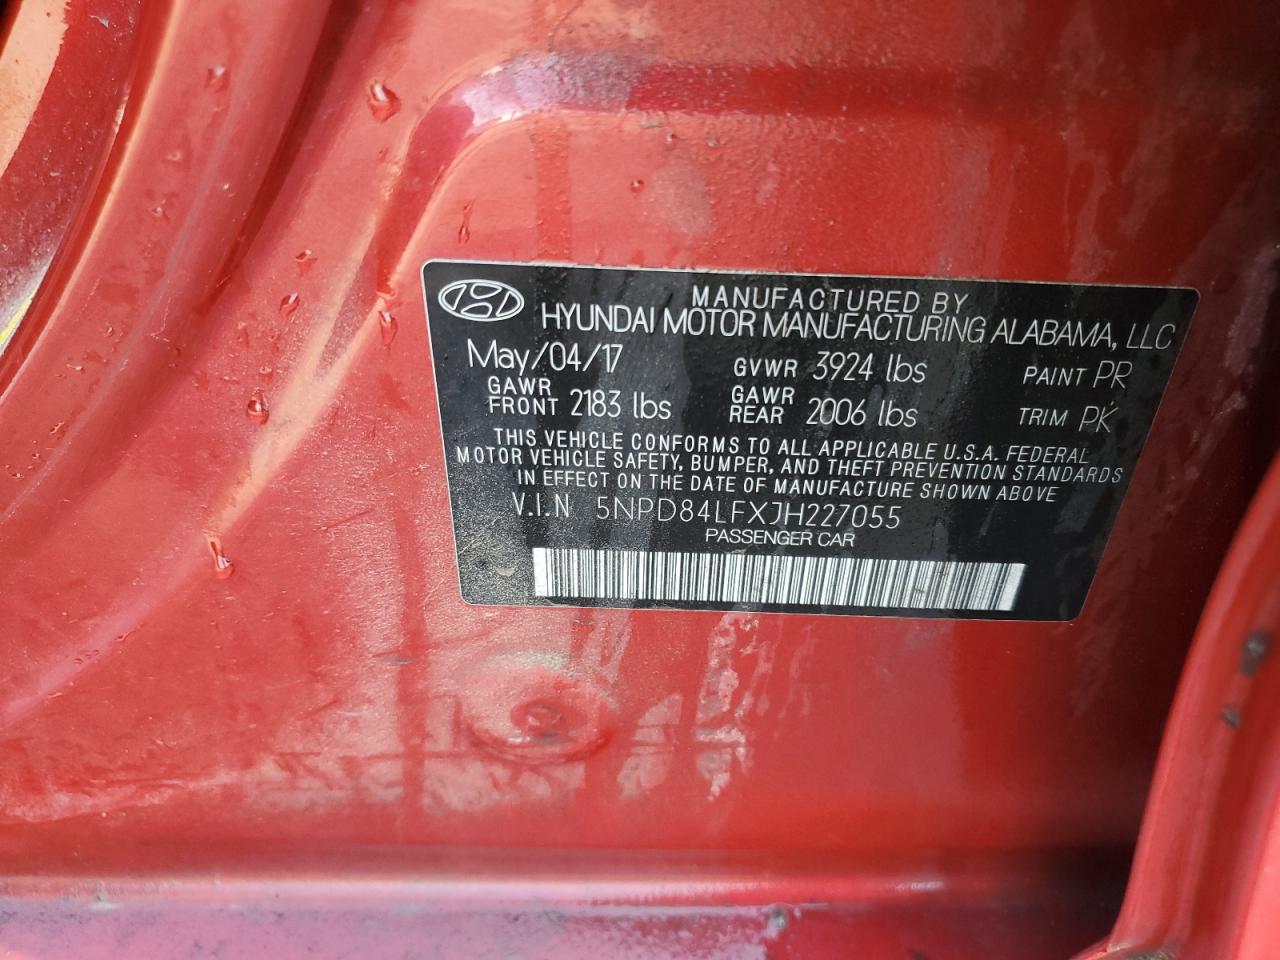 MANUFACTURED BY
HYUNDAI MOTOR MANUFACTURING ALABAMA, LLC
May/04/17 GVWR 3924 lbs PAINT PR
GAWR FRONT 2183 lbs GAWR REAR 2006 lbs TRIM PK
THIS VEHICLE CONFORMS TO ALL APPLICABLE U.S.A. FEDERAL
MOTOR VEHICLE SAFETY, BUMPER, AND THEFT PREVENTION STANDARDS
IN EFFECT ON THE DATE OF MANUFACTURE SHOWN ABOVE
V.I.N 5NPD84LFXJH227055
PASSENGER CAR